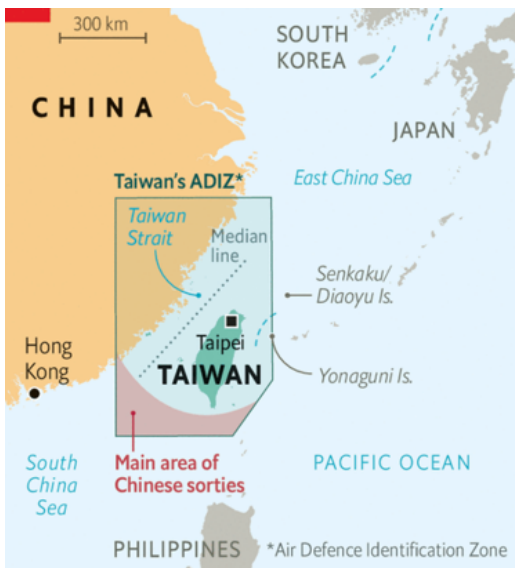 300 km
SOUTH
KOREA
CHINA
JAPAN
Taiwan's ADIZ*
East China Sea
Taiwan
Strait
Median
line
Senkaku/
Diaoyu Is.
Hong
Kong
Taipei
TAIWAN
Yonaguni Is.
South
China
Sea
Main area of
Chinese sorties
PACIFIC OCEAN
PHILIPPINES
*Air Defence Identification Zone